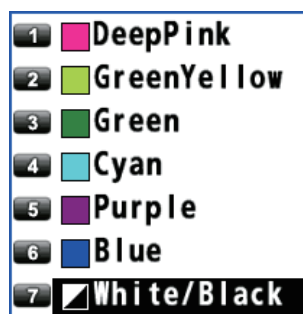 1 DeepPink
2 GreenYellow
3 Green
4 Cyan
5 Purple
6 Blue
7 White/Black